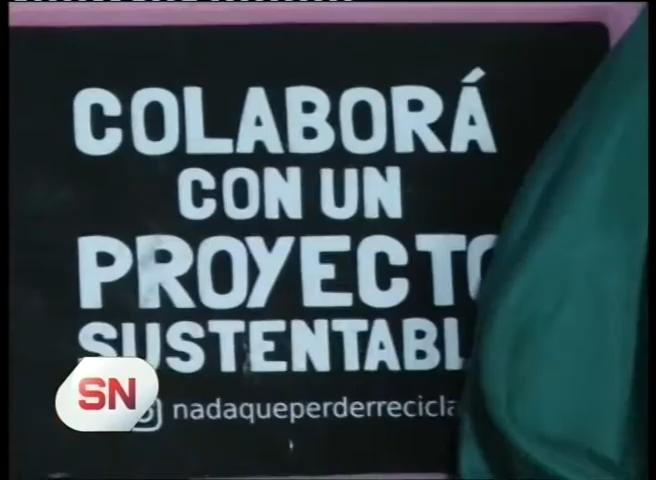 COLABORÁ
CON UN
PROYECTO
SUSTENTABL
nadaqueperderrecicla
SN